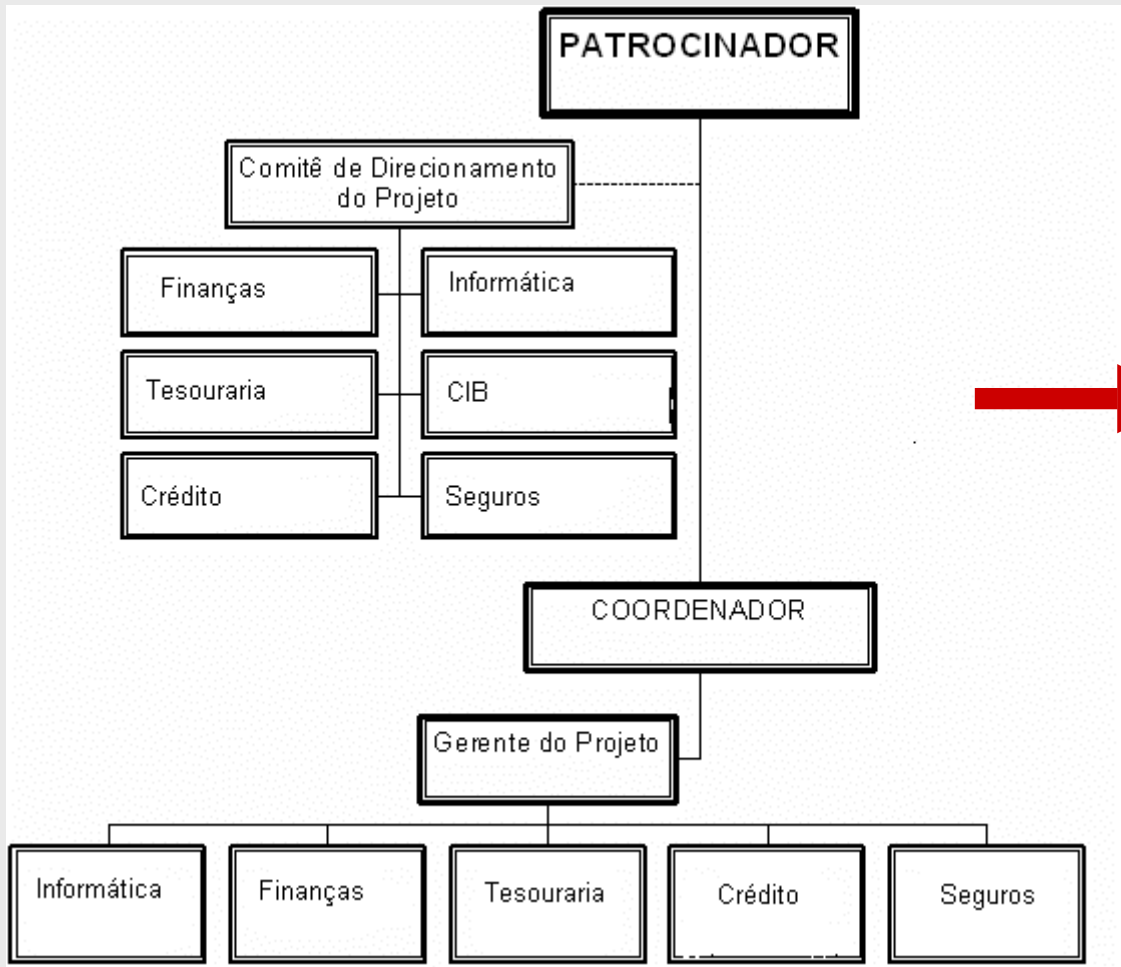 PATROCINADOR
Comitê de Direcionamento
do Projeto
Finanças
Informática
Tesouraria
CIB
Crédito
Seguros
COORDENADOR
Gerente do Projeto
Informática
Finanças
Tesouraria
Crédito
Seguros